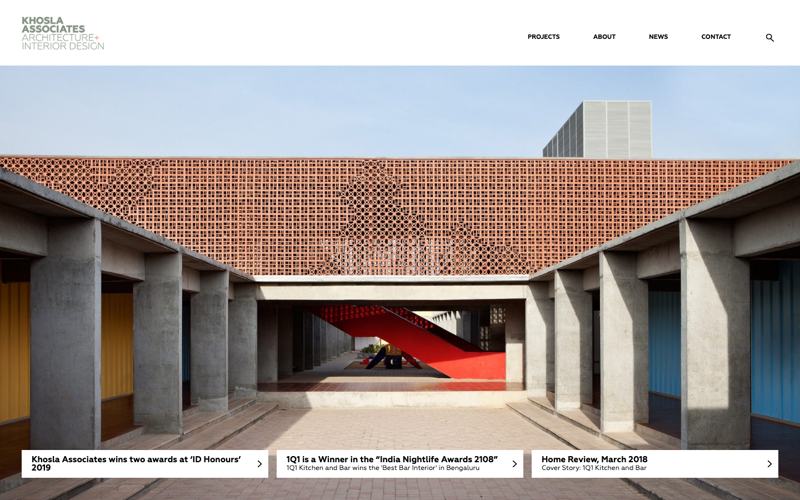 KHOSLA
ASSOCIATES
ARCHITECTURE+
INTERIOR DESIGN
PROJECTS
ABOUT
NEWS
CONTACT
Khosla Associates wins two awards at ‘ID Honours’
2019
1Q1 is a Winner in the “India Nightlife Awards 2108”
1Q1 Kitchen and Bar wins the 'Best Bar Interior' in Bengaluru
Home Review, March 2018
Cover Story: 1Q1 Kitchen and Bar